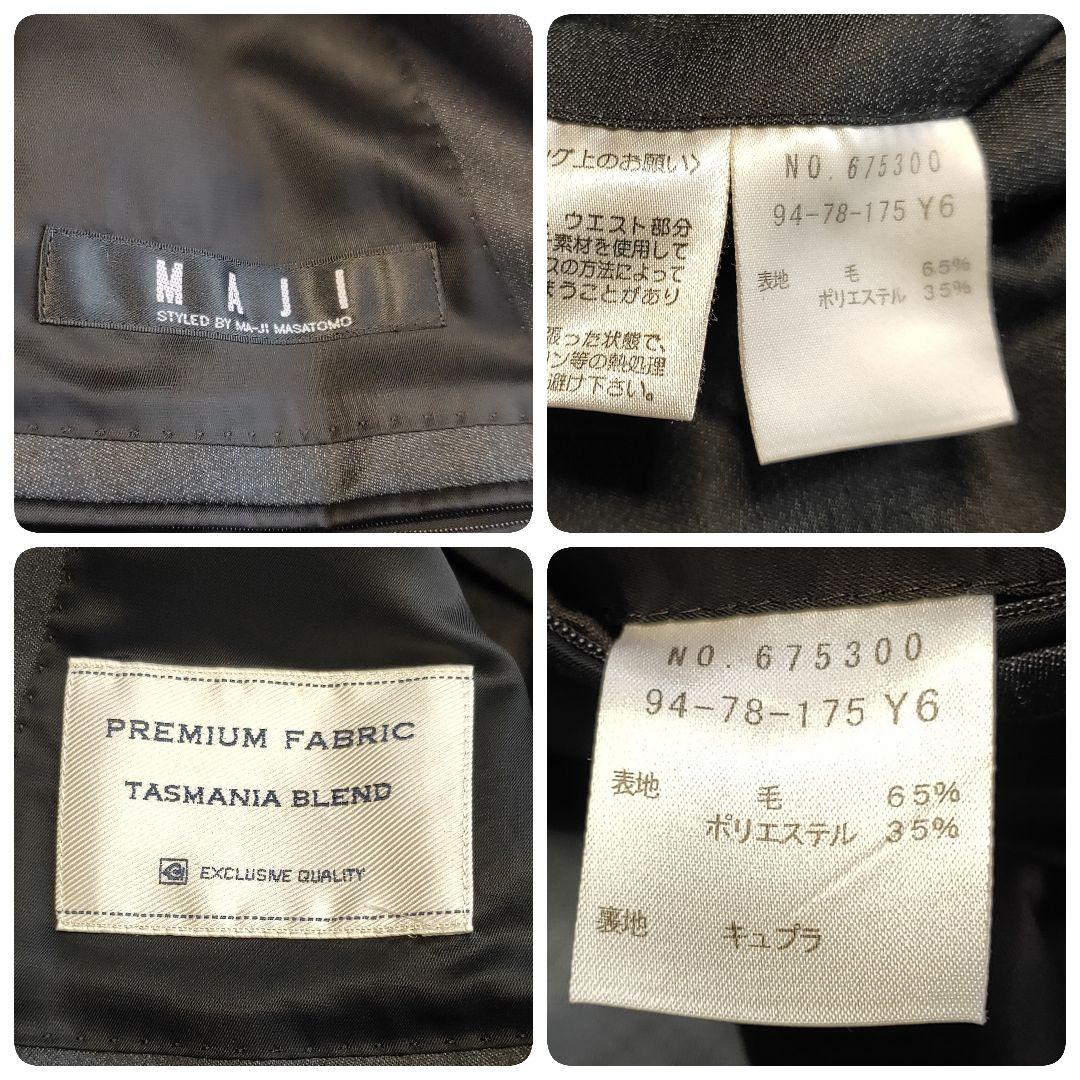 MAJI
STYLED BY MA-JI MASATOMO
グ上のお願い〉
ウエスト部分
素材を使用して
スの方法によって
まうことがあり
張った状態で、
ン等の熱処理
避け下さい。
NO. 675300
94-78-175 Y6
表地 毛 65%
ポリエステル 35%
PREMIUM FABRIC
TASMANIA BLEND
EXCLUSIVE QUALITY
NO. 675300
94-78-175 Y6
表地 毛 65%
ポリエステル 35%
裏地 キュプラ